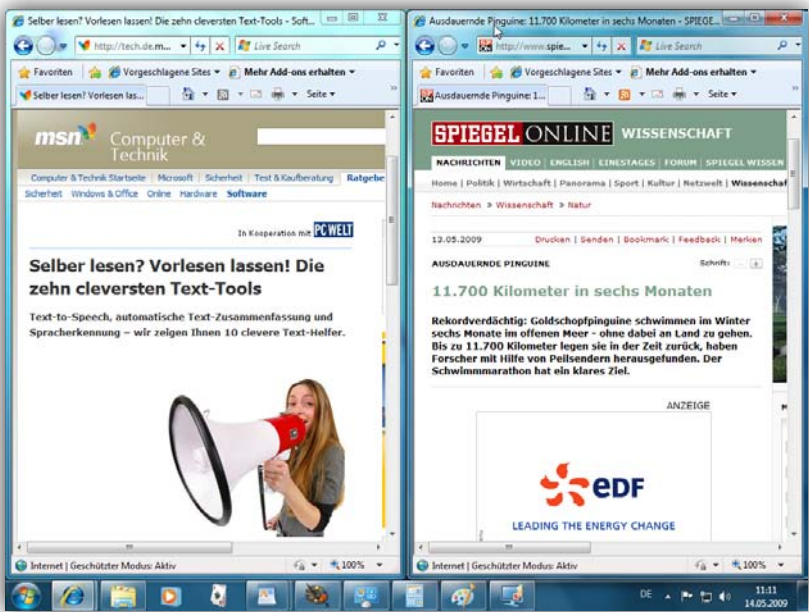 Selber lesen? Vorlesen lassen! Die zehn cleversten Text-Tools - Soft...
http://tech.de.m...
Live Search
Favoriten
Vorgeschlagene Sites
Mehr Add-ons erhalten
Selber lesen? Vorlesen las...
Seite
msn
Computer &
Technik
Computer & Technik Startseite | Microsoft | Sicherheit | Test & Kaufberatung | Ratgebe
Sicherheit Windows & Office Online Hardware Software
In Kooperation mit PC WELT
Selber lesen? Vorlesen lassen! Die
zehn cleversten Text-Tools
Text-to-Speech, automatische Text-Zusammenfassung und
Spracherkennung – wir zeigen Ihnen 10 clevere Text-Helfer.
Internet | Geschützter Modus: Aktiv
100%
Ausdauernde Pinguine: 11.700 Kilometer in sechs Monaten - SPIEGE...
http://www.spie...
Live Search
Favoriten
Vorgeschlagene Sites
Mehr Add-ons erhalten
Ausdauernde Pinguine: 1...
Seite
SPIEGEL ONLINE WISSENSCHAFT
NACHRICHTEN VIDEO | ENGLISH | EINESTAGES | FORUM | SPIEGEL WISSEN
Home | Politik | Wirtschaft | Panorama | Sport | Kultur | Netzwelt | Wissenschaf
Nachrichten > Wissenschaft > Natur
13.05.2009
Drucken | Senden | Bookmark | Feedback | Merken
AUSDAUERNDE PINGUINE
Schrift: - +
11.700 Kilometer in sechs Monaten
Rekordverdächtig: Goldschopfpinguine schwimmen im Winter
sechs Monate im offenen Meer - ohne dabei an Land zu gehen.
Bis zu 11.700 Kilometer legen sie in der Zeit zurück, haben
Forscher mit Hilfe von Peilsendern herausgefunden. Der
Schwimmmarathon hat ein klares Ziel.
ANZEIGE
eDF
LEADING THE ENERGY CHANGE
Internet | Geschützter Modus: Aktiv
100%
DE
11:11
14.05.2009